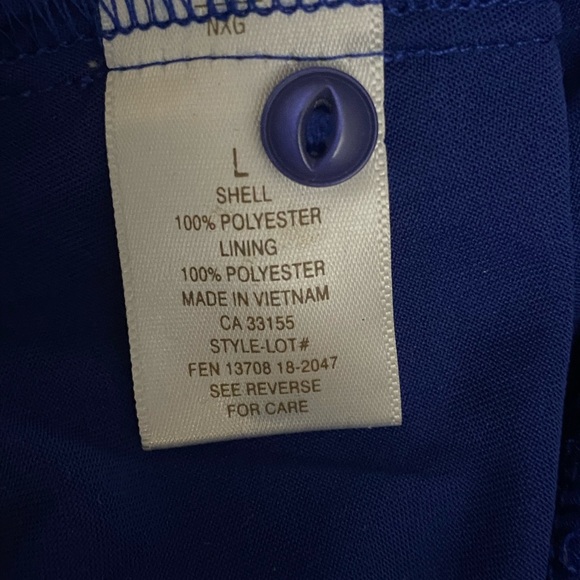 NXG
L
SHELL
100% POLYESTER
LINING
100% POLYESTER
MADE IN VIETNAM
CA 33155
STYLE-LOT#
FEN 13708 18-2047
SEE REVERSE
FOR CARE